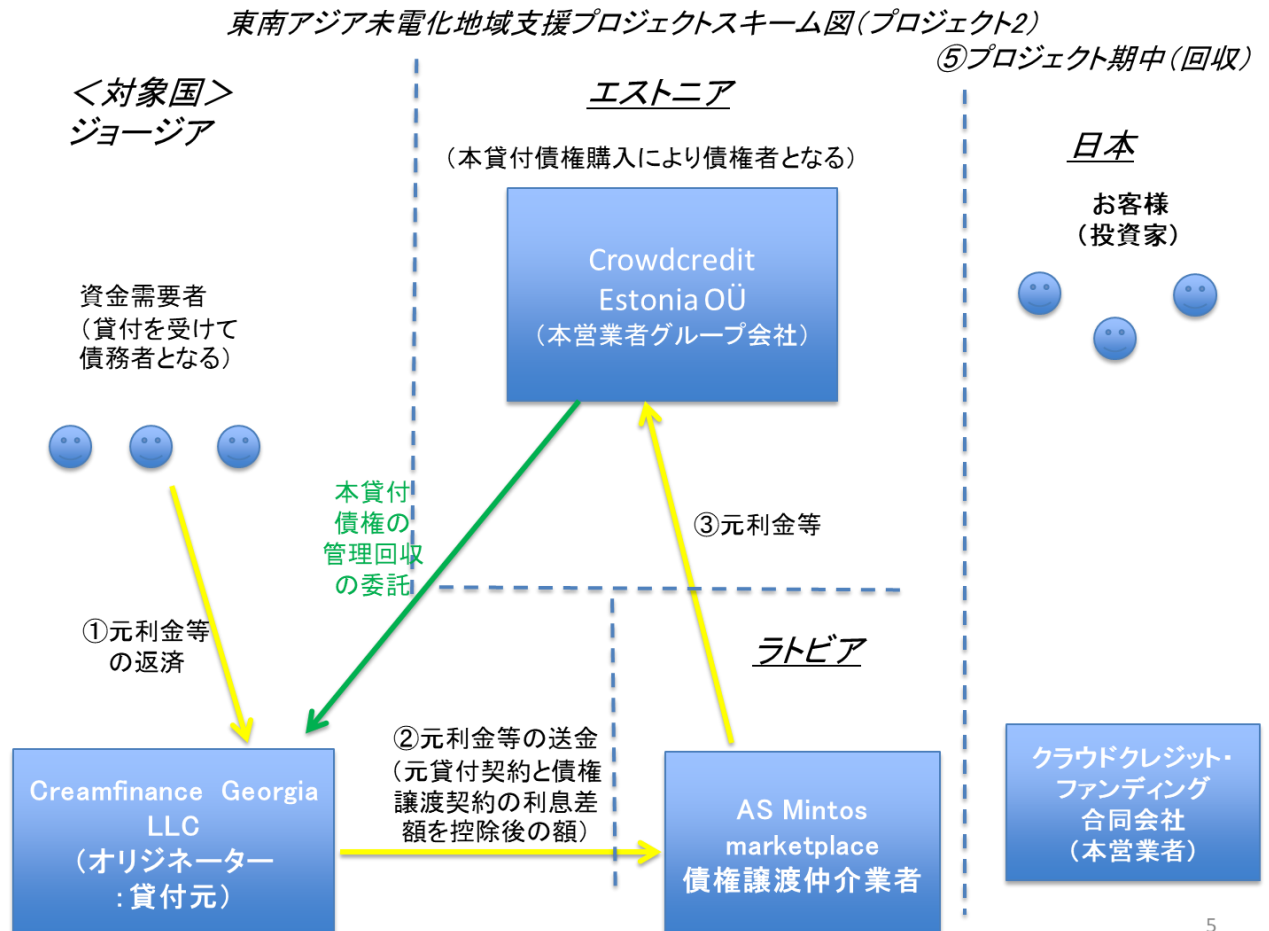 東南アジア未電化地域支援プロジェクトスキーム図(プロジェクト2)
⑤プロジェクト期中(回収)
<対象国>
ジョージア
エストニア
(本貸付債権購入により債権者となる)
日本
お客様
(投資家)
Crowdcredit
Estonia OÜ
(本営業者グループ会社)
資金需要者
(貸付を受けて
債務者となる)
本貸付
債権の
管理回収
の委託
③元利金等
①元利金等
の返済
ラトビア
②元利金等の送金
(元貸付契約と債権
譲渡契約の利息差
額を控除後の額)
Creamfinance Georgia
LLC
(オリジネーター
:貸付元)
AS Mintos
marketplace
債権譲渡仲介業者
クラウドクレジット・
ファンディング
合同会社
(本営業者)
5